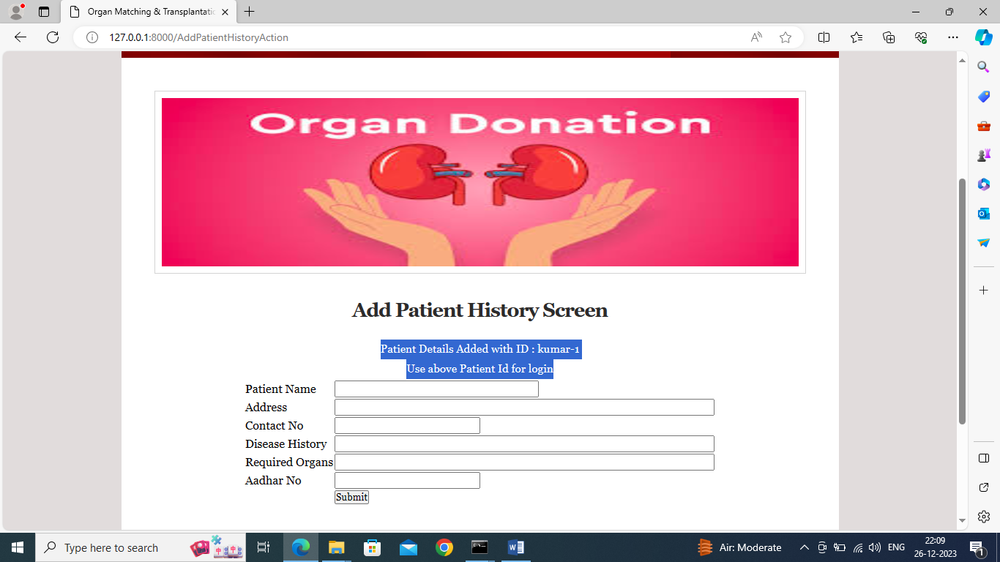 Organ Matching & Transplantatic
127.0.0.1:8000/AddPatientHistoryAction
Organ Donation
Add Patient History Screen
Patient Details Added with ID : kumar-1
Use above Patient Id for login
Patient Name
Address
Contact No
Disease History
Required Organs
Aadhar No
Submit
Type here to search
Air: Moderate
ENG
22:09
26-12-2023
1